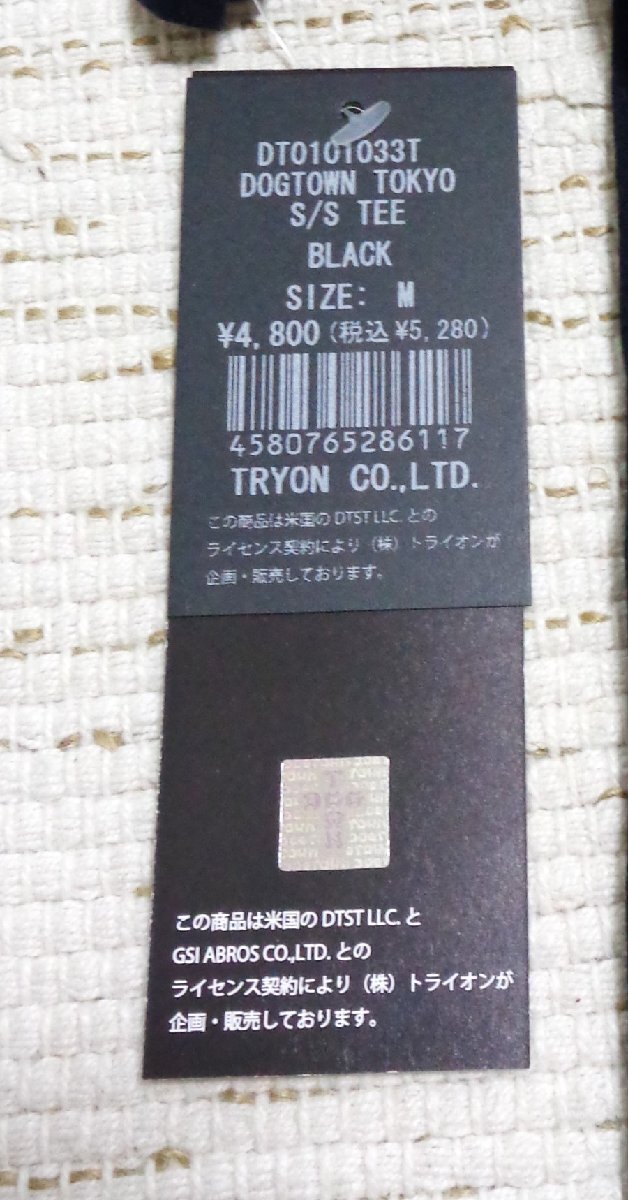 DT0101033T
DOGTOWN TOKYO
S/S TEE
BLACK
SIZE: M
¥4,800(税込¥5,280)
4580765286117
TRYON CO.,LTD.
この商品は米国の DTST LLC. との
ライセンス契約により（株）トライオンが
企画・販売しております。
この商品は米国の DTST LLC. と
GSI ABROS CO.,LTD. との
ライセンス契約により（株）トライオンが
企画・販売しております。